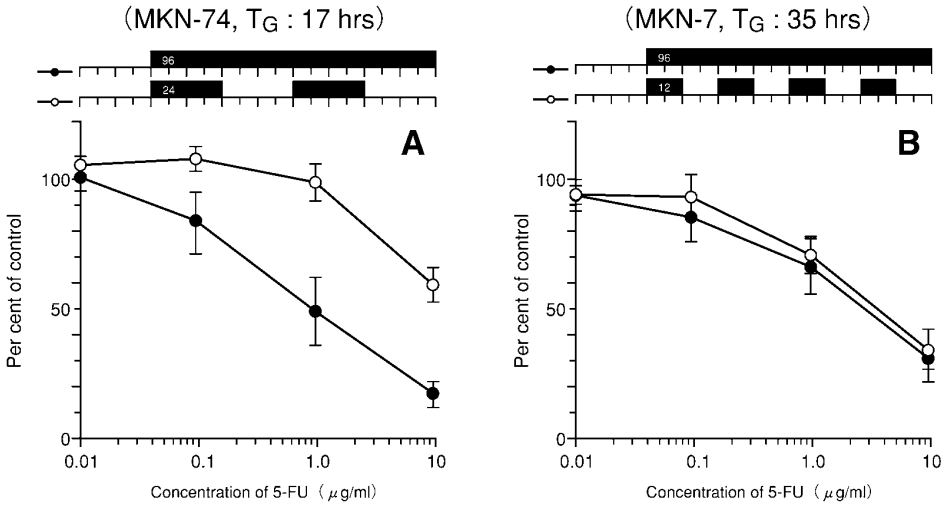 (MKN-74, TG : 17 hrs)
96
24
A
100
50
0
Per cent of control
0.01 0.1 1.0 10
Concentration of 5-FU ( μg/ml)
(MKN-7, TG : 35 hrs)
96
12
B
100
50
0
Per cent of control
0.01 0.1 1.0 10
Concentration of 5-FU ( μg/ml)